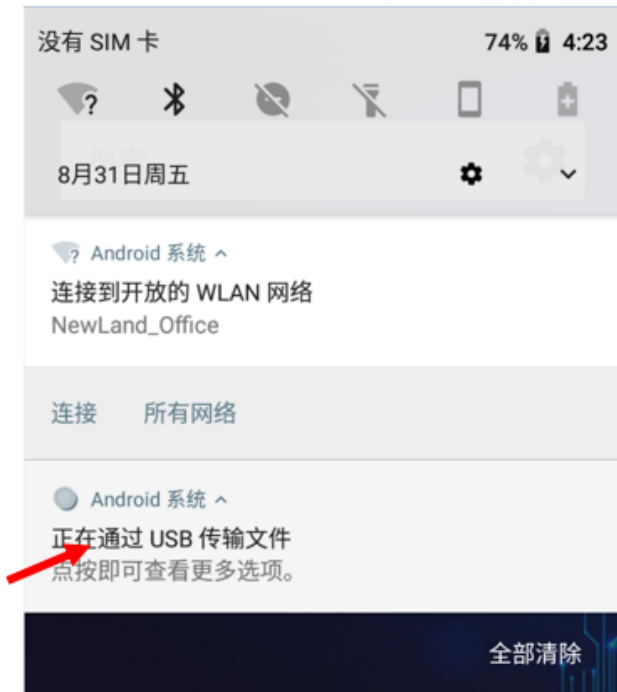 没有 SIM 卡 74% 4:23
8月31日周五
Android 系统
连接到开放的 WLAN 网络
NewLand_Office
连接 所有网络
Android 系统
正在通过 USB 传输文件
点按即可查看更多选项。
全部清除